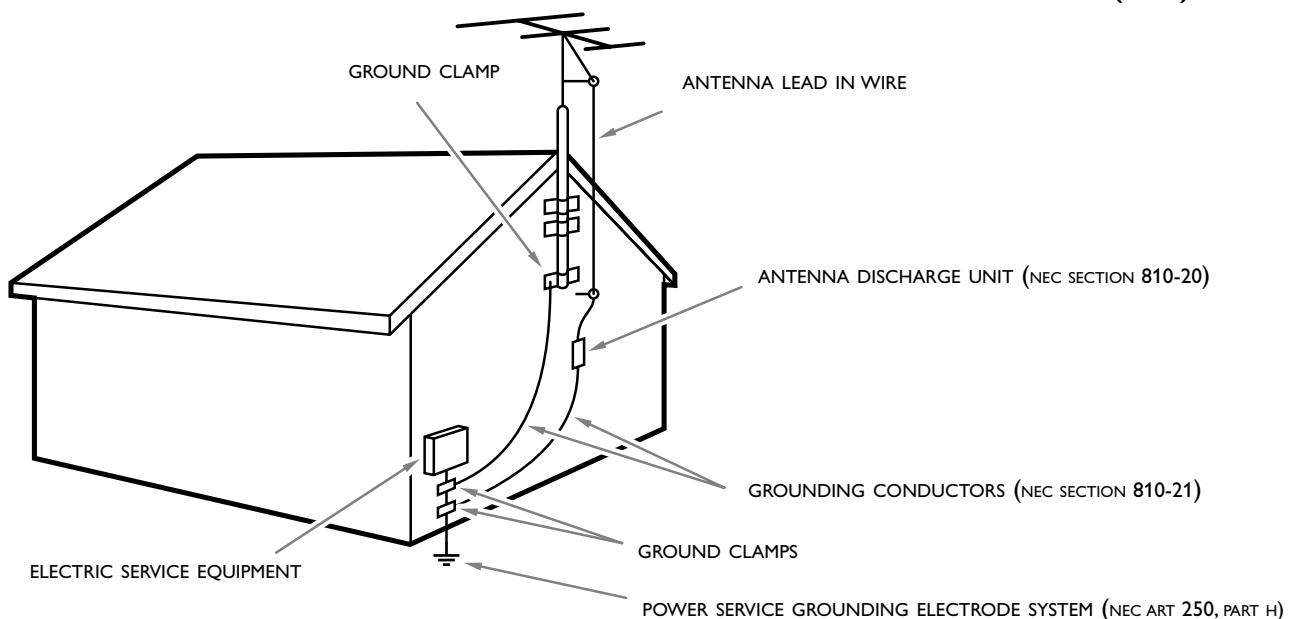 GROUND CLAMP
ANTENNA LEAD IN WIRE
ANTENNA DISCHARGE UNIT (NEC SECTION 810-20)
GROUNDING CONDUCTORS (NEC SECTION 810-21)
GROUND CLAMPS
ELECTRIC SERVICE EQUIPMENT
POWER SERVICE GROUNDING ELECTRODE SYSTEM (NEC ART 250, PART H)